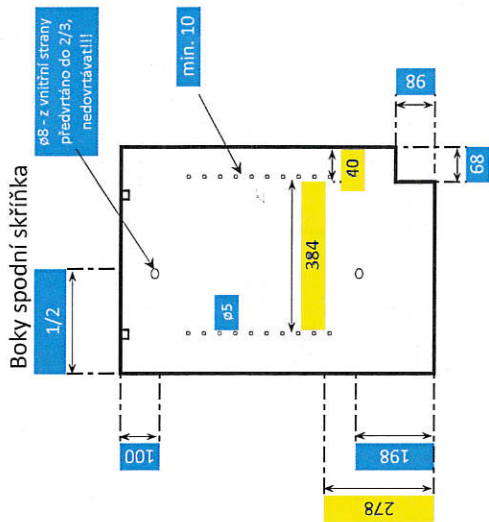 Boky spodní skříňka
1/2
ø8 - z vnitřní strany
předvrtáno do 2/3,
nedovrtávat!!!
min. 10
100
ø5
384
40
198
278
98
68